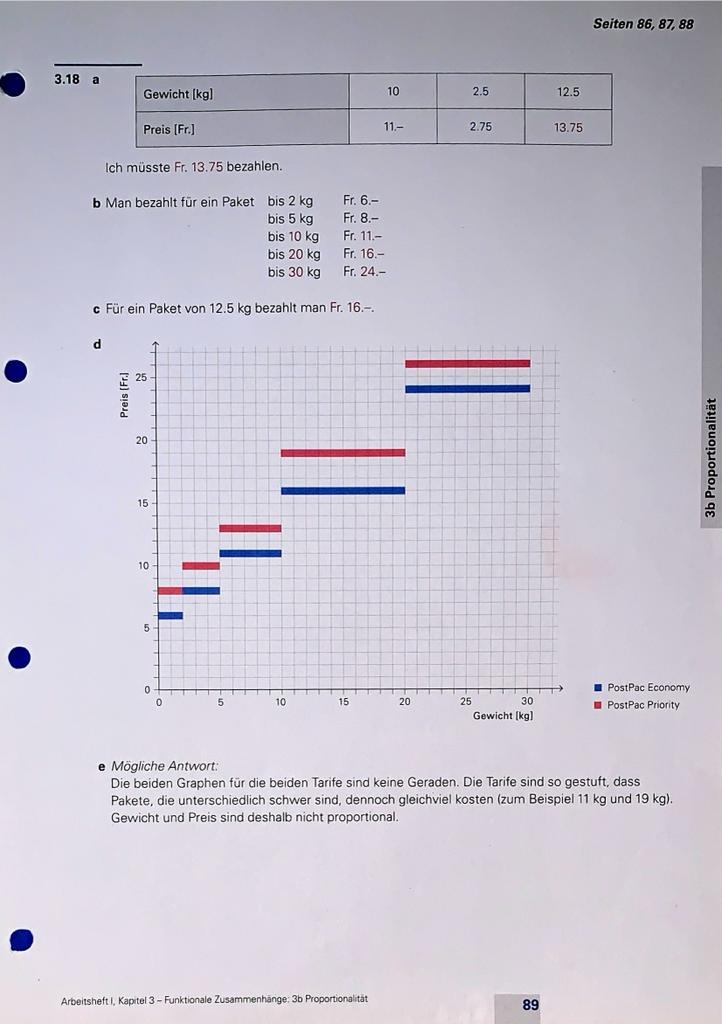 Seiten 86, 87, 88
3.18 a
Gewicht [kg] 10 2.5 12.5
Preis [Fr.] 11.– 2.75 13.75
Ich müsste Fr. 13.75 bezahlen.
b Man bezahlt für ein Paket bis 2 kg Fr. 6.–
bis 5 kg Fr. 8.–
bis 10 kg Fr. 11.–
bis 20 kg Fr. 16.–
bis 30 kg Fr. 24.–
c Für ein Paket von 12.5 kg bezahlt man Fr. 16.–.
d
Preis [Fr.]
25
20
15
10
5
0
0 5 10 15 20 25 30
Gewicht [kg]
PostPac Economy
PostPac Priority
3b Proportionalität
e Mögliche Antwort:
Die beiden Graphen für die beiden Tarife sind keine Geraden. Die Tarife sind so gestuft, dass
Pakete, die unterschiedlich schwer sind, dennoch gleichviel kosten (zum Beispiel 11 kg und 19 kg).
Gewicht und Preis sind deshalb nicht proportional.
Arbeitsheft I, Kapitel 3 – Funktionale Zusammenhänge: 3b Proportionalität
89